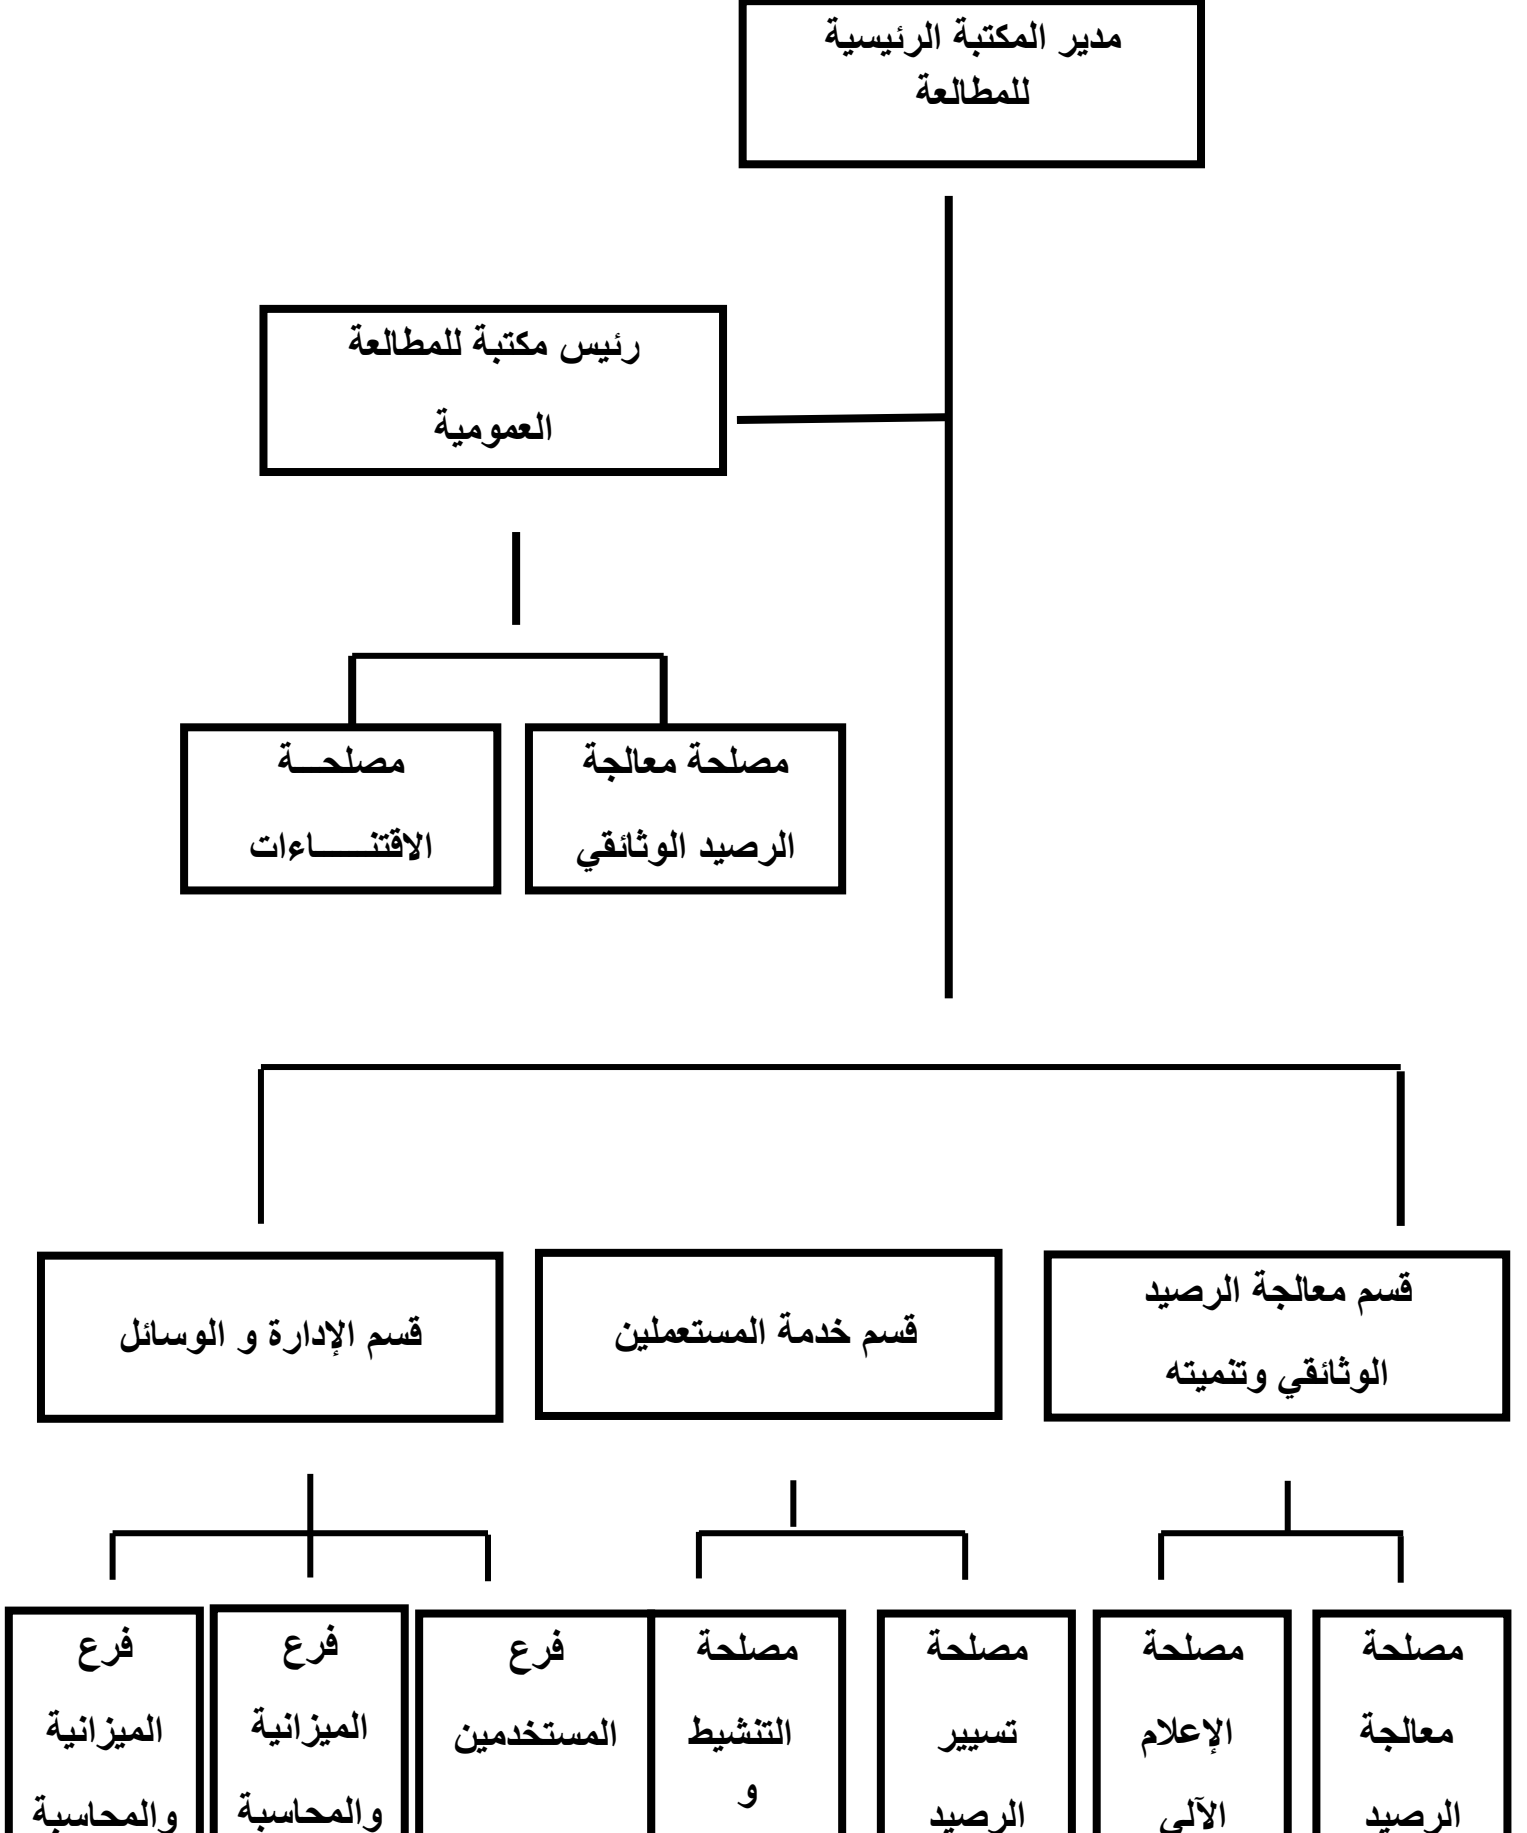 مدير المكتبة الرئيسية
للمطالعة
رئيس مكتبة للمطالعة
العمومية
مصلحة معالجة
الرصيد الوثائقي
مصلحـــة
الاقتنـــــاءات
قسم معالجة الرصيد
الوثائقي وتنميته
قسم خدمة المستعملين
قسم الإدارة و الوسائل
مصلحة
معالجة
الرصيد
مصلحة
الإعلام
الآلي
مصلحة
تسيير
الرصيد
مصلحة
التنشيط
و
فرع
المستخدمين
فرع
الميزانية
والمحاسبة
فرع
الميزانية
والمحاسبة